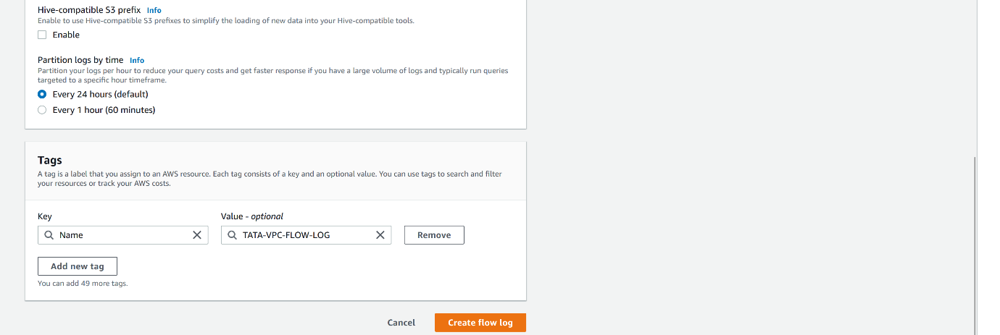 Hive-compatible S3 prefix Info
Enable to use Hive-compatible S3 prefixes to simplify the loading of new data into your Hive-compatible tools.
Enable
Partition logs by time Info
Partition your logs per hour to reduce your query costs and get faster response if you have a large volume of logs and typically run queries
targeted to a specific hour timeframe.
Every 24 hours (default)
Every 1 hour (60 minutes)
Tags
A tag is a label that you assign to an AWS resource. Each tag consists of a key and an optional value. You can use tags to search and filter
your resources or track your AWS costs.
Key Value - optional
Name TATA-VPC-FLOW-LOG Remove
Add new tag
You can add 49 more tags.
Cancel Create flow log